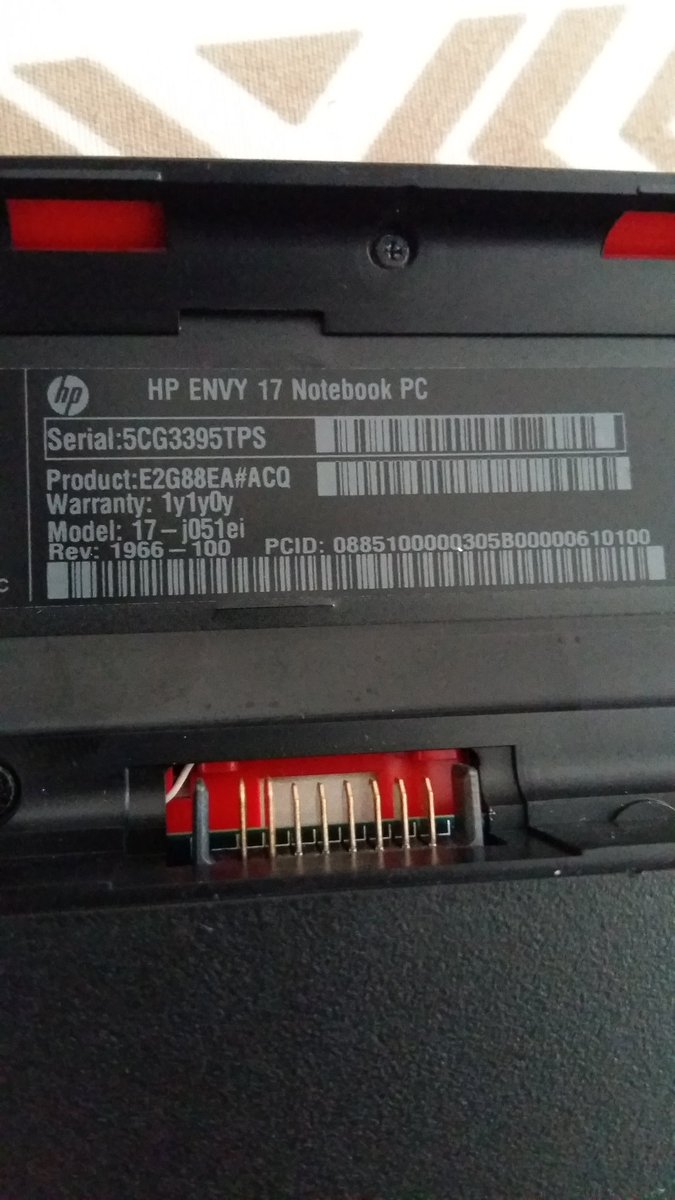 hp
HP ENVY 17 Notebook PC
Serial:5CG3395TPS
Product:E2G88EA#ACQ
Warranty: 1y1y0y
Model: 17-j051ei
Rev: 1966-100 PCID: 0885100000305B00000610100
C